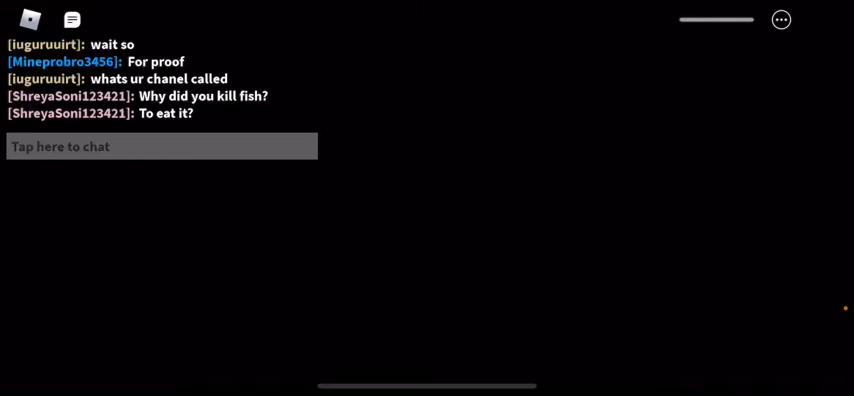 [iuguruuirt]: wait so
[Mineprobro3456]: For proof
[iuguruuirt]: whats ur chanel called
[ShreyaSoni123421]: Why did you kill fish?
[ShreyaSoni123421]: To eat it?
Tap here to chat